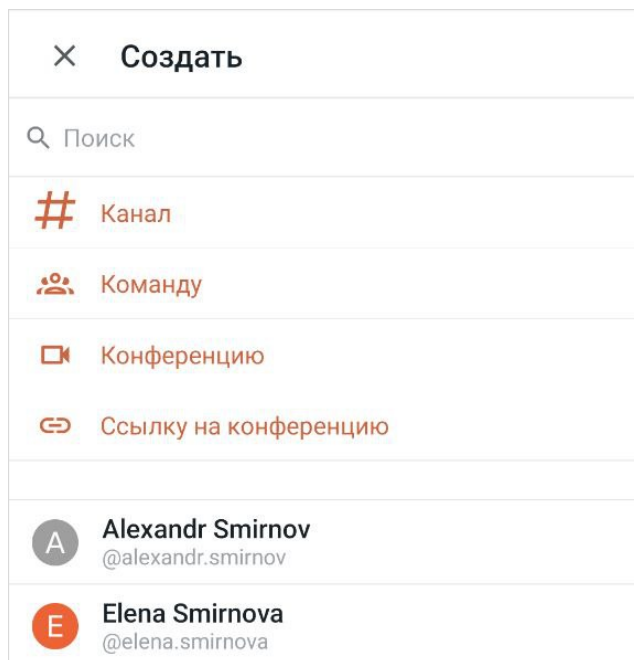 Создать
Поиск
Канал
Команду
Конференцию
Ссылку на конференцию
A
Alexandr Smirnov
@alexandr.smirnov
E
Elena Smirnova
@elena.smirnova